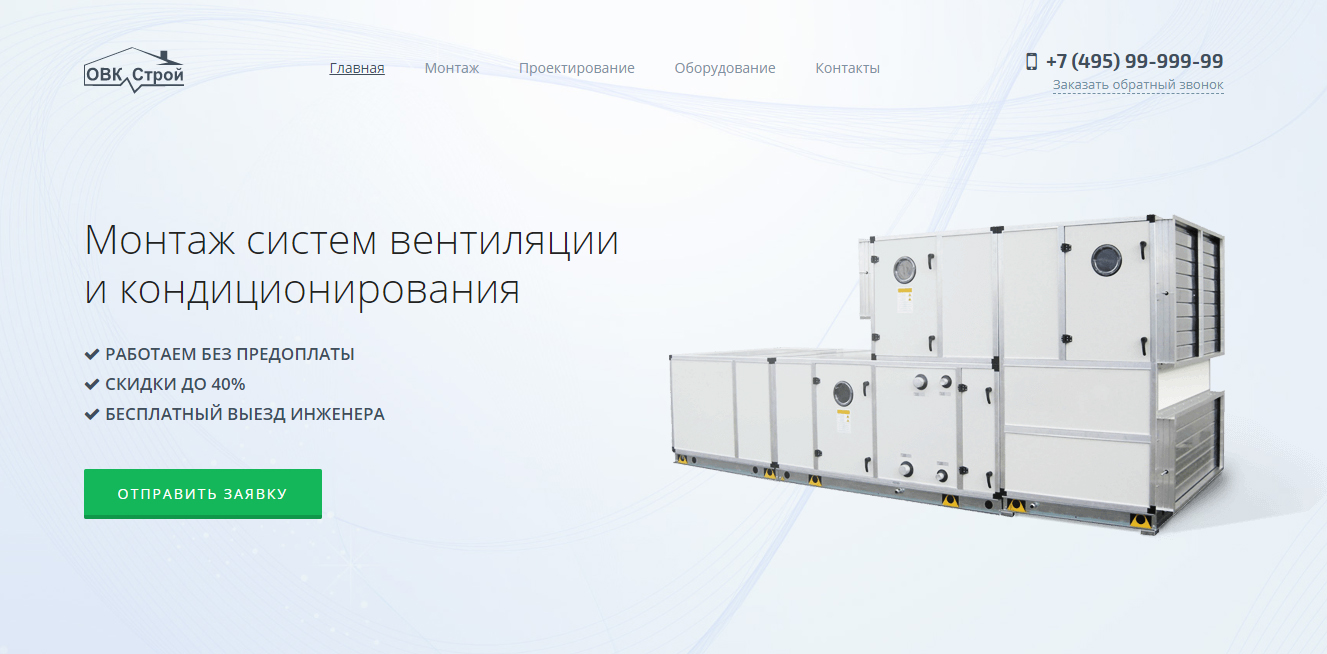 ОВК Строй
Главная
Монтаж
Проектирование
Оборудование
Контакты
+7 (495) 99-999-99
Заказать обратный звонок
Монтаж систем вентиляции
и кондиционирования
РАБОТАЕМ БЕЗ ПРЕДОПЛАТЫ
СКИДКИ ДО 40%
БЕСПЛАТНЫЙ ВЫЕЗД ИНЖЕНЕРА
ОТПРАВИТЬ ЗАЯВКУ